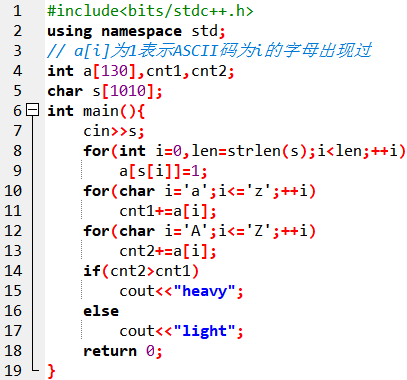 1 #include<bits/stdc++.h>
2 using namespace std;
3 // a[i]为1表示ASCII码为i的字母出现过
4 int a[130],cnt1,cnt2;
5 char s[1010];
6 int main(){
7 cin>>s;
8 for(int i=0,len=strlen(s);i<len;++i)
9 a[s[i]]=1;
10 for(char i='a';i<='z';++i)
11 cnt1+=a[i];
12 for(char i='A';i<='Z';++i)
13 cnt2+=a[i];
14 if(cnt2>cnt1)
15 cout<<"heavy";
16 else
17 cout<<"light";
18 return 0;
19 }